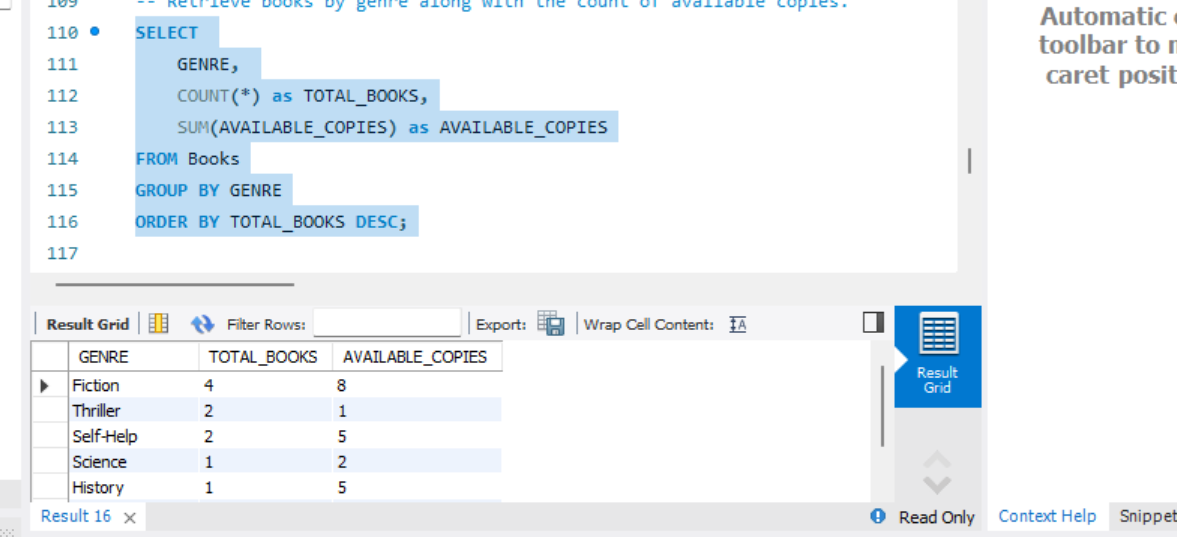 109 -- Retrieve books by genre along with the count of available copies.
110 SELECT
111 GENRE,
112 COUNT(*) as TOTAL_BOOKS,
113 SUM(AVAILABLE_COPIES) as AVAILABLE_COPIES
114 FROM Books
115 GROUP BY GENRE
116 ORDER BY TOTAL_BOOKS DESC;
117
Automatic
toolbar to
caret posit
Result Grid Filter Rows: Export: Wrap Cell Content: IA
GENRE TOTAL_BOOKS AVAILABLE_COPIES
Fiction 4 8
Thriller 2 1
Self-Help 2 5
Science 1 2
History 1 5
Result
Grid
Result 16 × Read Only Context Help Snippet